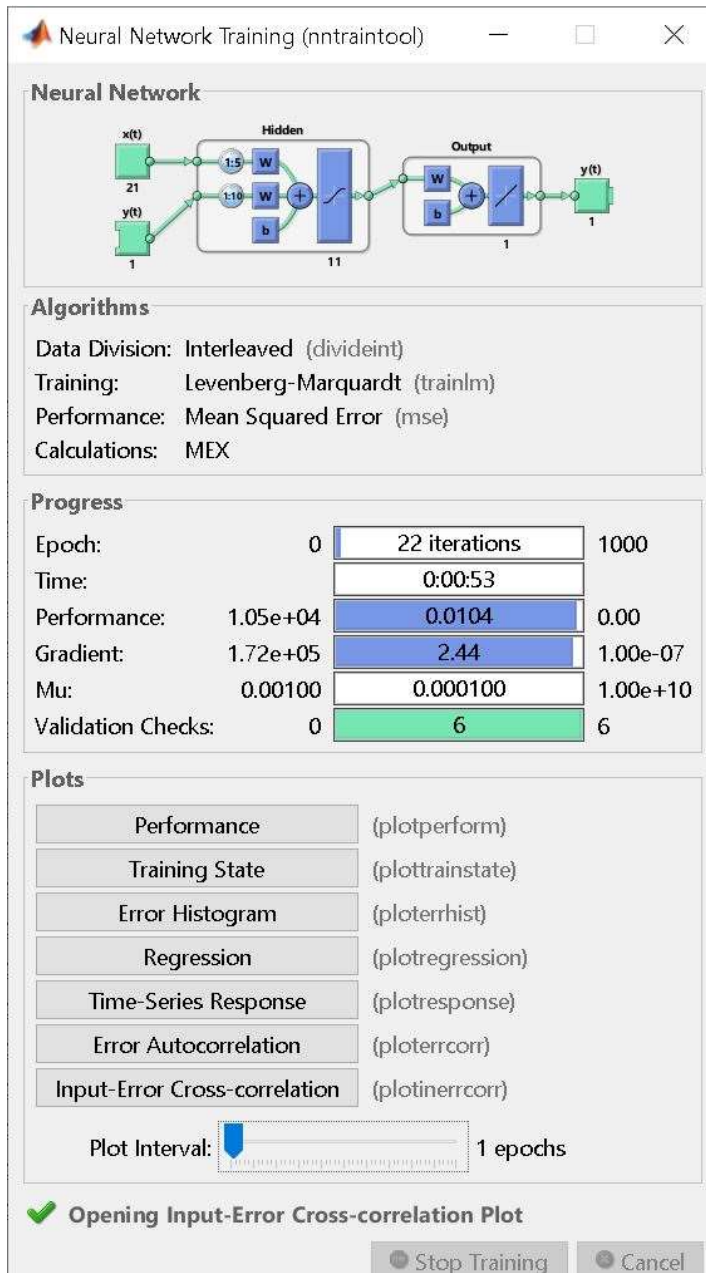 Neural Network Training (nntraintool)
Neural Network
x(t)
21
y(t)
1
Hidden
1:5 W
1:10 W
b
11
Output
W
b
1
y(t)
1
Algorithms
Data Division: Interleaved (divideint)
Training: Levenberg-Marquardt (trainlm)
Performance: Mean Squared Error (mse)
Calculations: MEX
Progress
Epoch: 0 22 iterations 1000
Time: 0:00:53
Performance: 1.05e+04 0.0104 0.00
Gradient: 1.72e+05 2.44 1.00e-07
Mu: 0.00100 0.000100 1.00e+10
Validation Checks: 0 6 6
Plots
Performance (plotperform)
Training State (plottrainstate)
Error Histogram (ploterrhist)
Regression (plotregression)
Time-Series Response (plotresponse)
Error Autocorrelation (ploterrcorr)
Input-Error Cross-correlation (plotinerrcorr)
Plot Interval: 1 epochs
Opening Input-Error Cross-correlation Plot
Stop Training Cancel